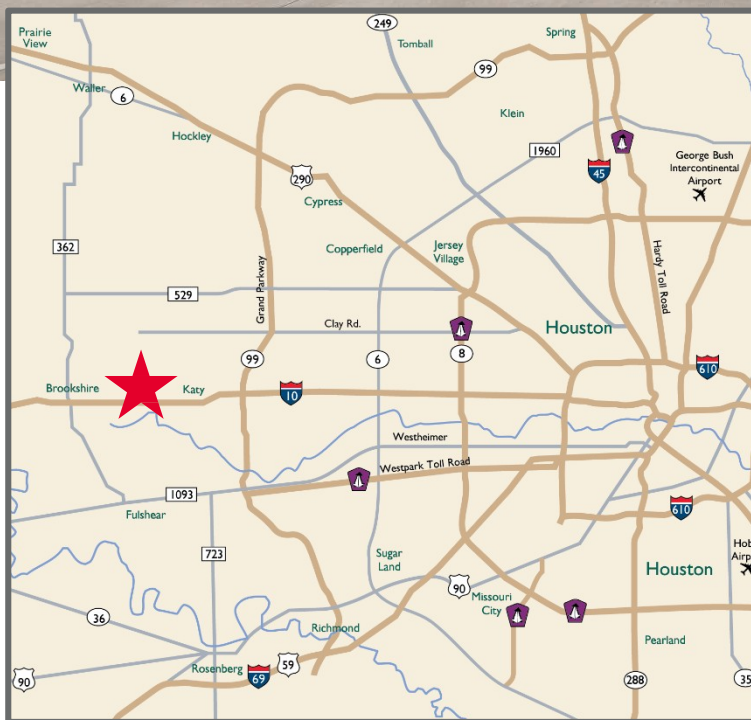 249
Spring
Prairie
View
Tomball
99
Waller
6
Klein
Hockley
1960
George Bush
Intercontinental
Airport
45
290
Cypress
362
Copperfield
Jersey
Village
Hardy Toll Road
Grand Parkway
529
Clay Rd.
Houston
99
6
8
610
Brookshire
Katy
10
Westheimer
Westpark Toll Road
1093
610
Fulshear
723
Sugar
Land
Houston
90
Missouri
City
36
Richmond
Pearland
Rosenberg
59
69
90
288